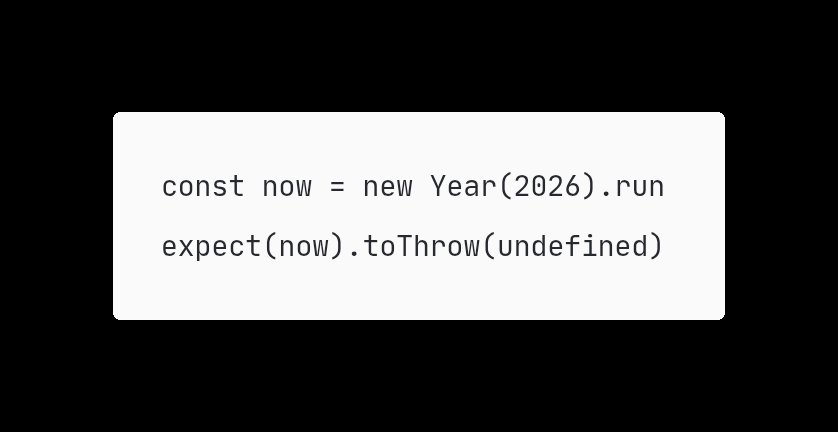 const now = new Year(2026).run
expect(now).toThrow(undefined)